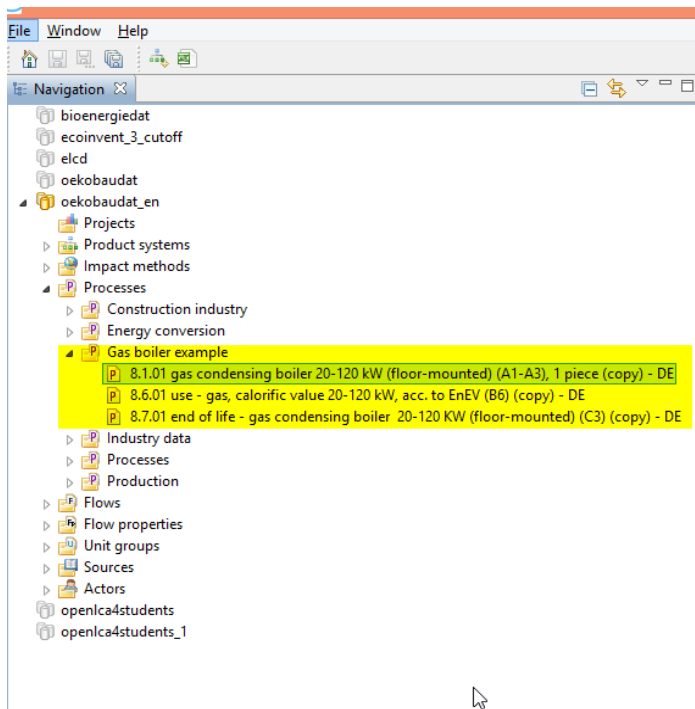 File Window Help
Navigation
bioenergiedat
ecoinvent_3_cutoff
elcd
oekobaudat
oekobaudat_en
Projects
Product systems
Impact methods
Processes
Construction industry
Energy conversion
Gas boiler example
8.1.01 gas condensing boiler 20-120 kW (floor-mounted) (A1-A3), 1 piece (copy) - DE
8.6.01 use - gas, calorific value 20-120 kW, acc. to EnEV (B6) (copy) - DE
8.7.01 end of life - gas condensing boiler 20-120 KW (floor-mounted) (C3) (copy) - DE
Industry data
Processes
Production
Flows
Flow properties
Unit groups
Sources
Actors
openlca4students
openlca4students_1